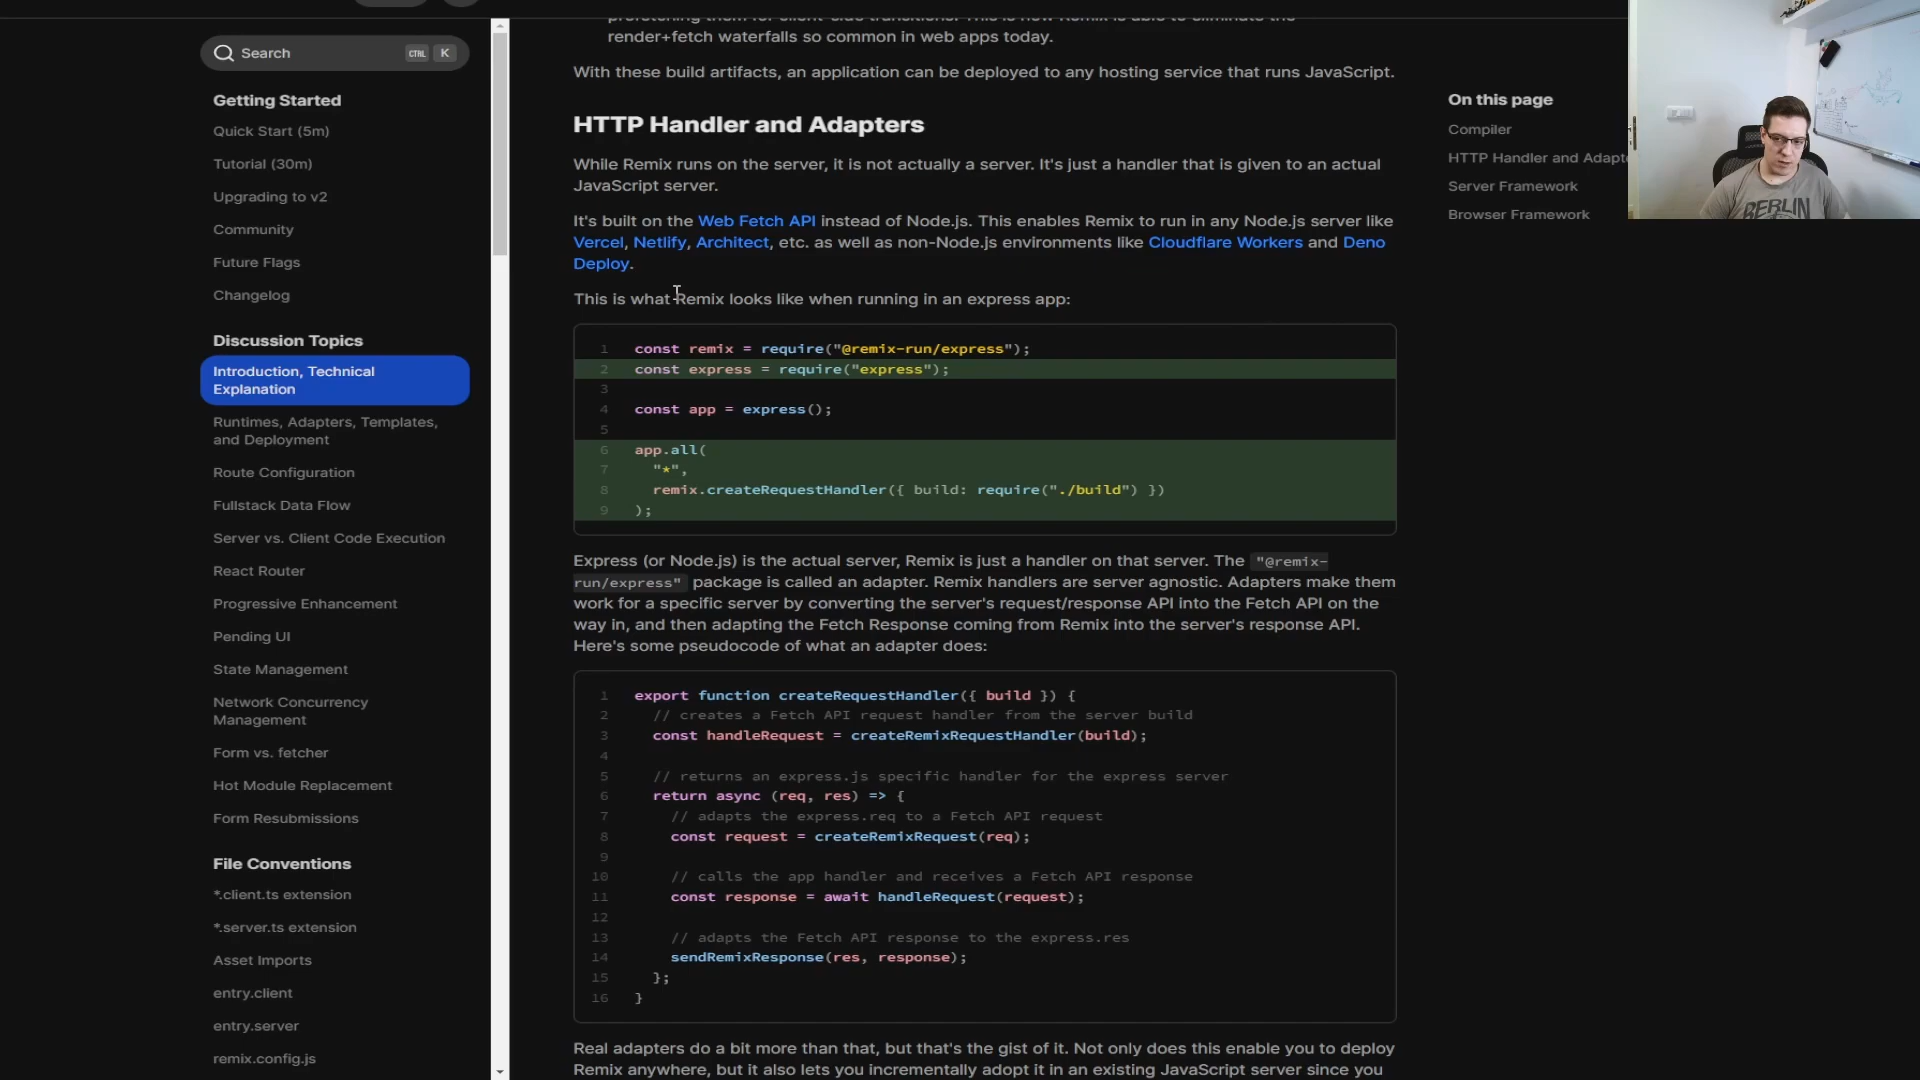 Search
CTRL K
Getting Started
Quick Start (5m)
Tutorial (30m)
Upgrading to v2
Community
Future Flags
Changelog
Discussion Topics
Introduction, Technical
Explanation
Runtimes, Adapters, Templates,
and Deployment
Route Configuration
Fullstack Data Flow
Server vs. Client Code Execution
React Router
Progressive Enhancement
Pending UI
State Management
Network Concurrency
Management
Form vs. fetcher
Hot Module Replacement
Form Resubmissions
File Conventions
*.client.ts extension
*.server.ts extension
Asset Imports
entry.client
entry.server
remix.config.js
prefetching them for client-side transitions. This is how Remix is able to eliminate the
render+fetch waterfalls so common in web apps today.
With these build artifacts, an application can be deployed to any hosting service that runs JavaScript.
HTTP Handler and Adapters
While Remix runs on the server, it is not actually a server. It's just a handler that is given to an actual
JavaScript server.
It's built on the Web Fetch API instead of Node.js. This enables Remix to run in any Node.js server like
Vercel, Netlify, Architect, etc. as well as non-Node.js environments like Cloudflare Workers and Deno
Deploy.
This is what Remix looks like when running in an express app:
1 const remix = require("@remix-run/express");
2 const express = require("express");
3
4 const app = express();
5
6 app.all(
7 "*",
8 remix.createRequestHandler({ build: require("./build") })
9 );
Express (or Node.js) is the actual server, Remix is just a handler on that server. The "@remix-
run/express" package is called an adapter. Remix handlers are server agnostic. Adapters make them
work for a specific server by converting the server's request/response API into the Fetch API on the
way in, and then adapting the Fetch Response coming from Remix into the server's response API.
Here's some pseudocode of what an adapter does:
1 export function createRequestHandler({ build }) {
2 // creates a Fetch API request handler from the server build
3 const handleRequest = createRemixRequestHandler(build);
4
5 // returns an express.js specific handler for the express server
6 return async (req, res) => {
7 // adapts the express.req to a Fetch API request
8 const request = createRemixRequest(req);
9
10 // calls the app handler and receives a Fetch API response
11 const response = await handleRequest(request);
12
13 // adapts the Fetch API response to the express.res
14 sendRemixResponse(res, response);
15 };
16 }
Real adapters do a bit more than that, but that's the gist of it. Not only does this enable you to deploy
Remix anywhere, but it also lets you incrementally adopt it in an existing JavaScript server since you
On this page
Compiler
HTTP Handler and Adapt
Server Framework
Browser Framework
BERLIN